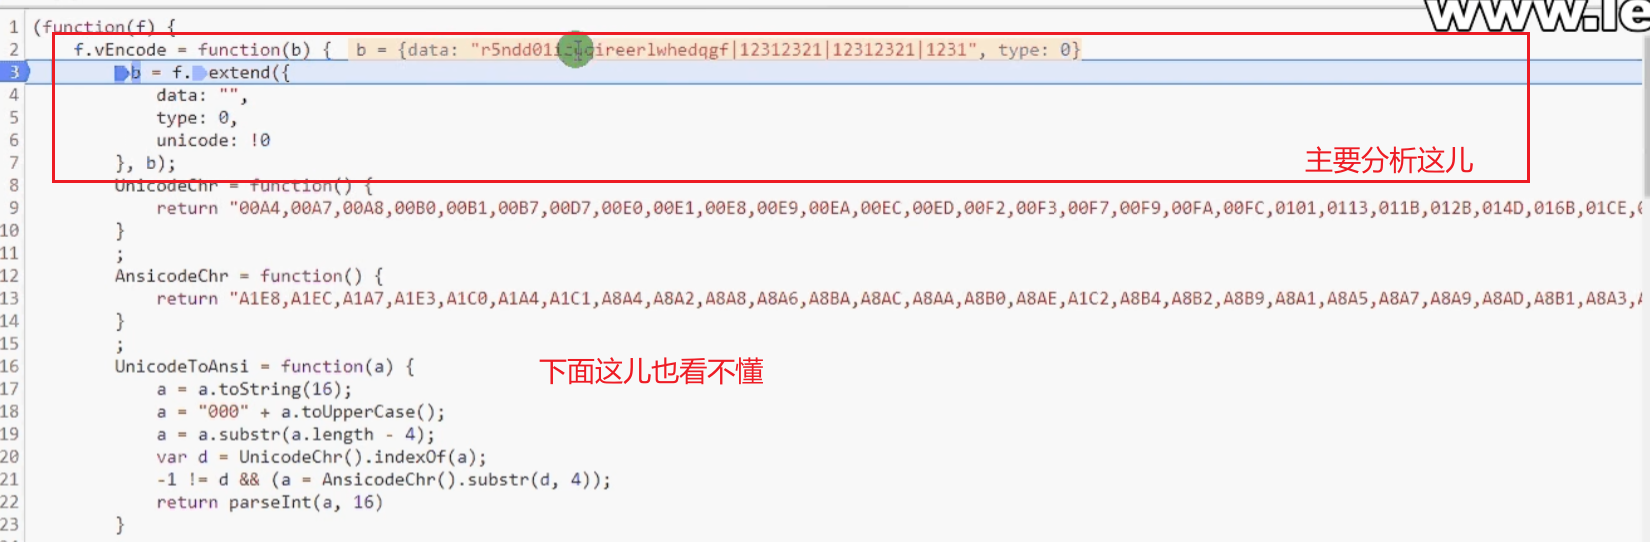 www.le
1 (function(f) {
2 f.vEncode = function(b) { b = {data: "r5ndd01ireerlwhedqgf|12312321|12312321|1231", type: 0}
3 b = f.extend({
4 data: "",
5 type: 0,
6 unicode: !0
7 }, b);
主要分析这儿
8 UnicodeChr = function() {
9 return "00A4,00A7,00A8,00B0,00B1,00B7,00D7,00E0,00E1,00E8,00E9,00EA,00EC,00ED,00F2,00F3,00F7,00F9,00FA,00FC,0101,0113,011B,012B,014D,016B,01CE,
10 }
11 ;
12 AnsicodeChr = function() {
13 return "A1E8,A1EC,A1A7,A1E3,A1C0,A1A4,A1C1,A8A4,A8A2,A8A8,A8A6,A8BA,A8AC,A8AA,A8B0,A8AE,A1C2,A8B4,A8B2,A8B9,A8A1,A8A5,A8A7,A8A9,A8AD,A8B1,A8A3,
14 }
15 ;
16 UnicodeToAnsi = function(a) {
下面这儿也看不懂
17 a = a.toString(16);
18 a = "000" + a.toUpperCase();
19 a = a.substr(a.length - 4);
20 var d = UnicodeChr().indexOf(a);
21 -1 != d && (a = AnsicodeChr().substr(d, 4));
22 return parseInt(a, 16)
23 }